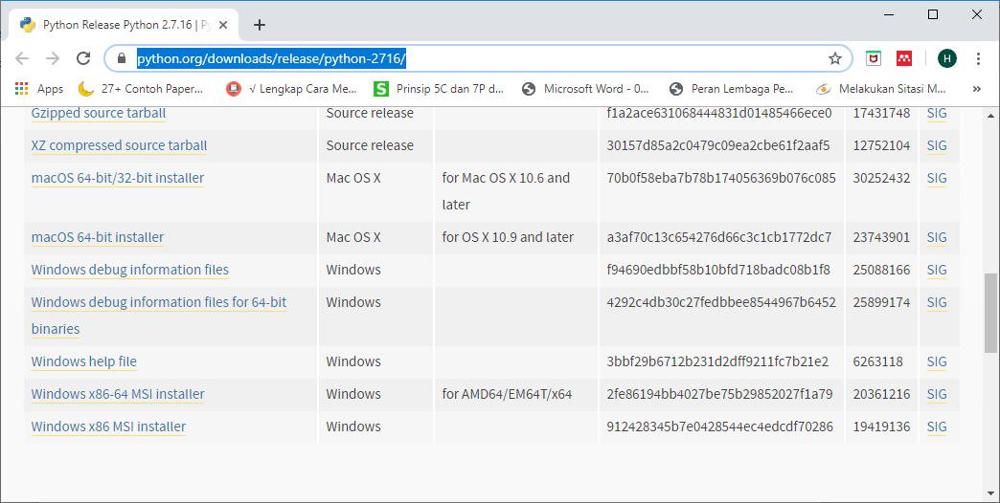 Python Release Python 2.7.16 | Py
python.org/downloads/release/python-2716/
H
Apps 27+ Contoh Paper... √ Lengkap Cara Me... S Prinsip 5C dan 7P d... Microsoft Word - 0... Peran Lembaga Pe... Melakukan Sitasi M... »
Gzipped source tarball Source release f1a2ace631068444831d01485466ece0 17431748 SIG
XZ compressed source tarball Source release 30157d85a2c0479c09ea2cbe61f2aaf5 12752104 SIG
macOS 64-bit/32-bit installer Mac OS X for Mac OS X 10.6 and 70b0f58eba7b78b174056369b076c085 30252432 SIG
later
macOS 64-bit installer Mac OS X for OS X 10.9 and later a3af70c13c654276d66c3c1cb1772dc7 23743901 SIG
Windows debug information files Windows f94690edbbf58b10bfd718badc08b1f8 25088166 SIG
Windows debug information files for 64-bit Windows 4292c4db30c27fedbbee8544967b6452 25899174 SIG
binaries
Windows help file Windows 3bbf29b6712b231d2dff9211fc7b21e2 6263118 SIG
Windows x86-64 MSI installer Windows for AMD64/EM64T/x64 2fe86194bb4027be75b29852027f1a79 20361216 SIG
Windows x86 MSI installer Windows 912428345b7e0428544ec4edcdf70286 19419136 SIG